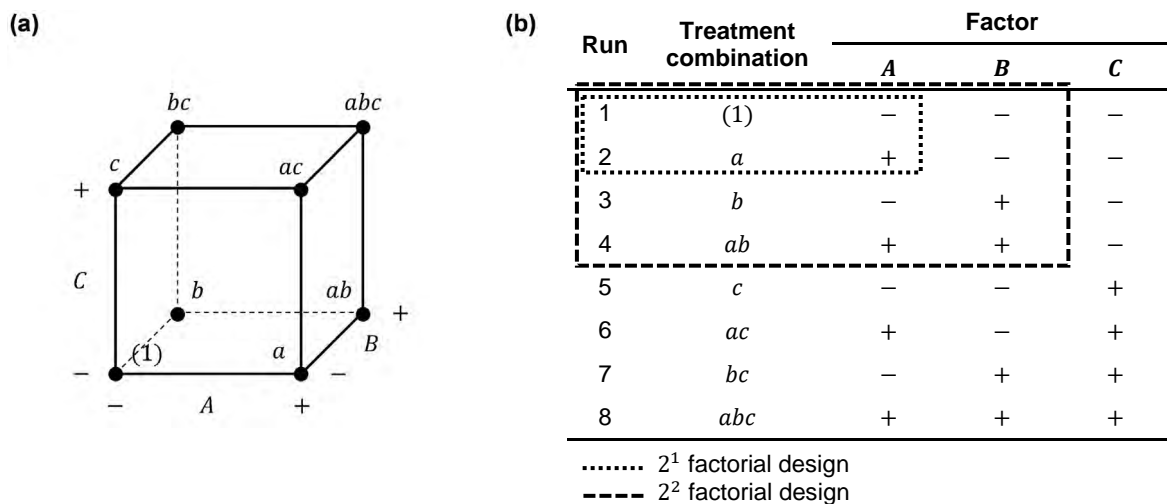 (a)
bc abc
c ac
+
C
b ab
+
(1) a B
− −
− A +
(b)
Factor
Run Treatment combination
A B C
1 (1) − − −
2 a + − −
3 b − + −
4 ab + + −
5 c − − +
6 ac + − +
7 bc − + +
8 abc + + +
2¹ factorial design
2² factorial design